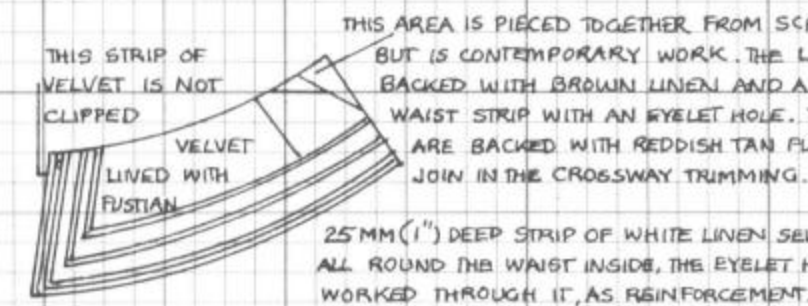 THIS AREA IS PIECED TOGETHER FROM
BUT IS CONTEMPORARY WORK. THE
BACKED WITH BROWN LINEN AND
WAIST STRIP WITH AN EYELET HOLE.
ARE BACKED WITH REDDISH TAN
JOIN IN THE CROSSWAY TRIMMING.
THIS STRIP OF
VELVET IS NOT
CLIPPED
VELVET
LINED WITH
FUSTIAN
25 MM (1") DEEP STRIP OF WHITE LINEN
ALL ROUND THE WAIST INSIDE, THE EYELET
WORKED THROUGH IT, AS REINFORCEMENT